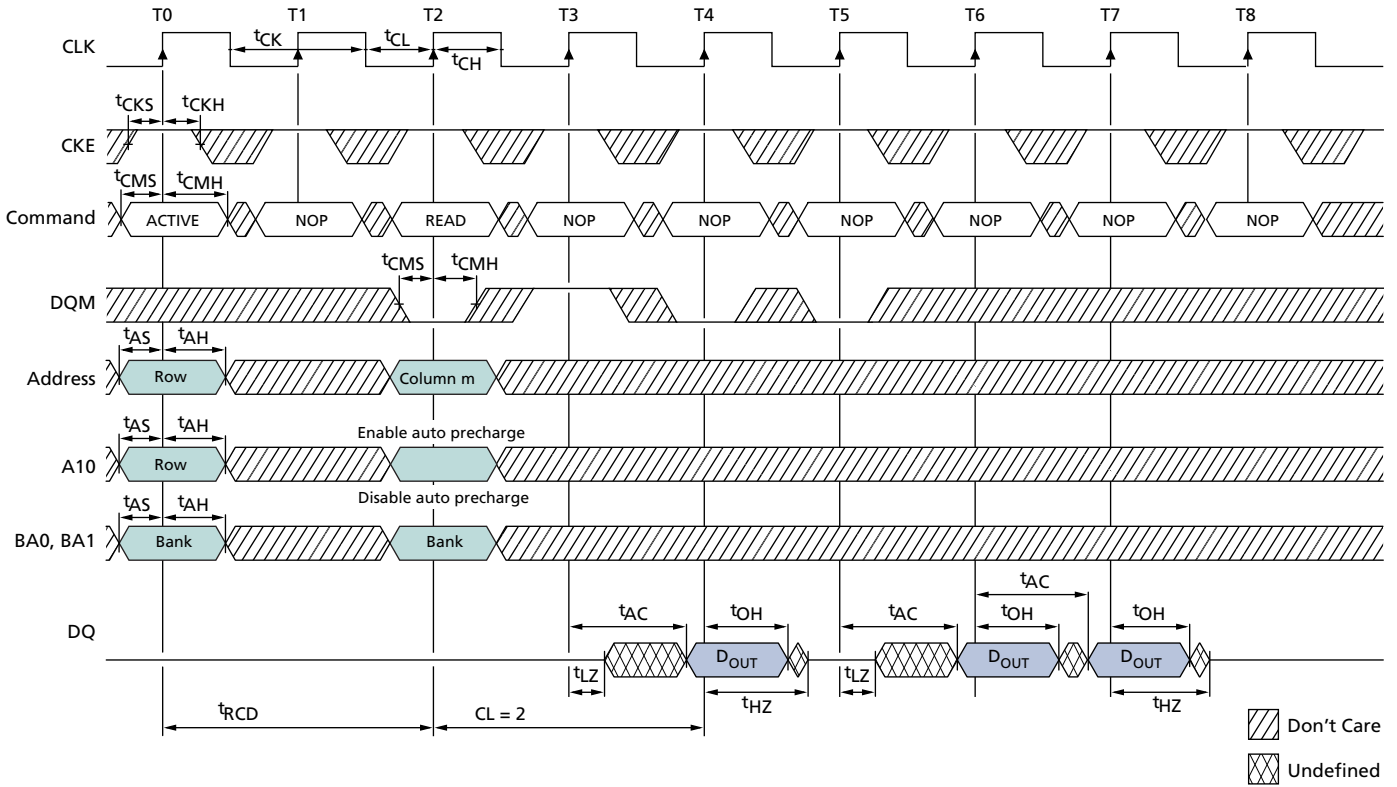 T0 T1 T2 T3 T4 T5 T6 T7 T8
CLK
tCK tCL
tCH
tCKS tCKH
CKE
tCMS tCMH
Command ACTIVE NOP READ NOP NOP NOP NOP NOP NOP
tCMS tCMH
DQM
tAS tAH
Address Row Column m
tAS tAH Enable auto precharge
A10 Row
tAS tAH Disable auto precharge
BA0, BA1 Bank Bank
tAC
tAC tOH tAC tOH tOH
DQ
DOUT DOUT DOUT
tLZ tLZ
tHZ tHZ
tRCD CL = 2
Don't Care
Undefined